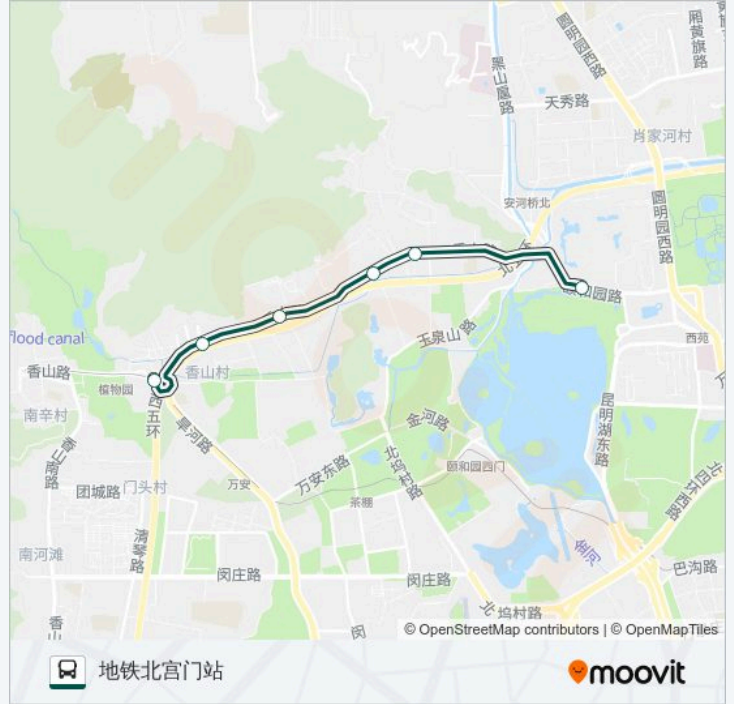 圆明园西路
厢黄旗路
黑山扈路
天秀路
肖家河村
安河桥北
圆明园西路
颐和园路
玉泉山路
西苑
flood canal
香山路
植物园
香山村
西五环
旱河路
南辛村
香山南路
昆明湖东路
金河路
北坞村路
颐和园西门
万安东路
万安
茶棚
团城路
门头村
北四环西路
清琴路
金河
南河滩
闵庄路
闵庄路
巴沟路
北坞村路
香山
闵
© OpenStreetMap contributors | © OpenMapTiles
地铁北宫门站
moovit